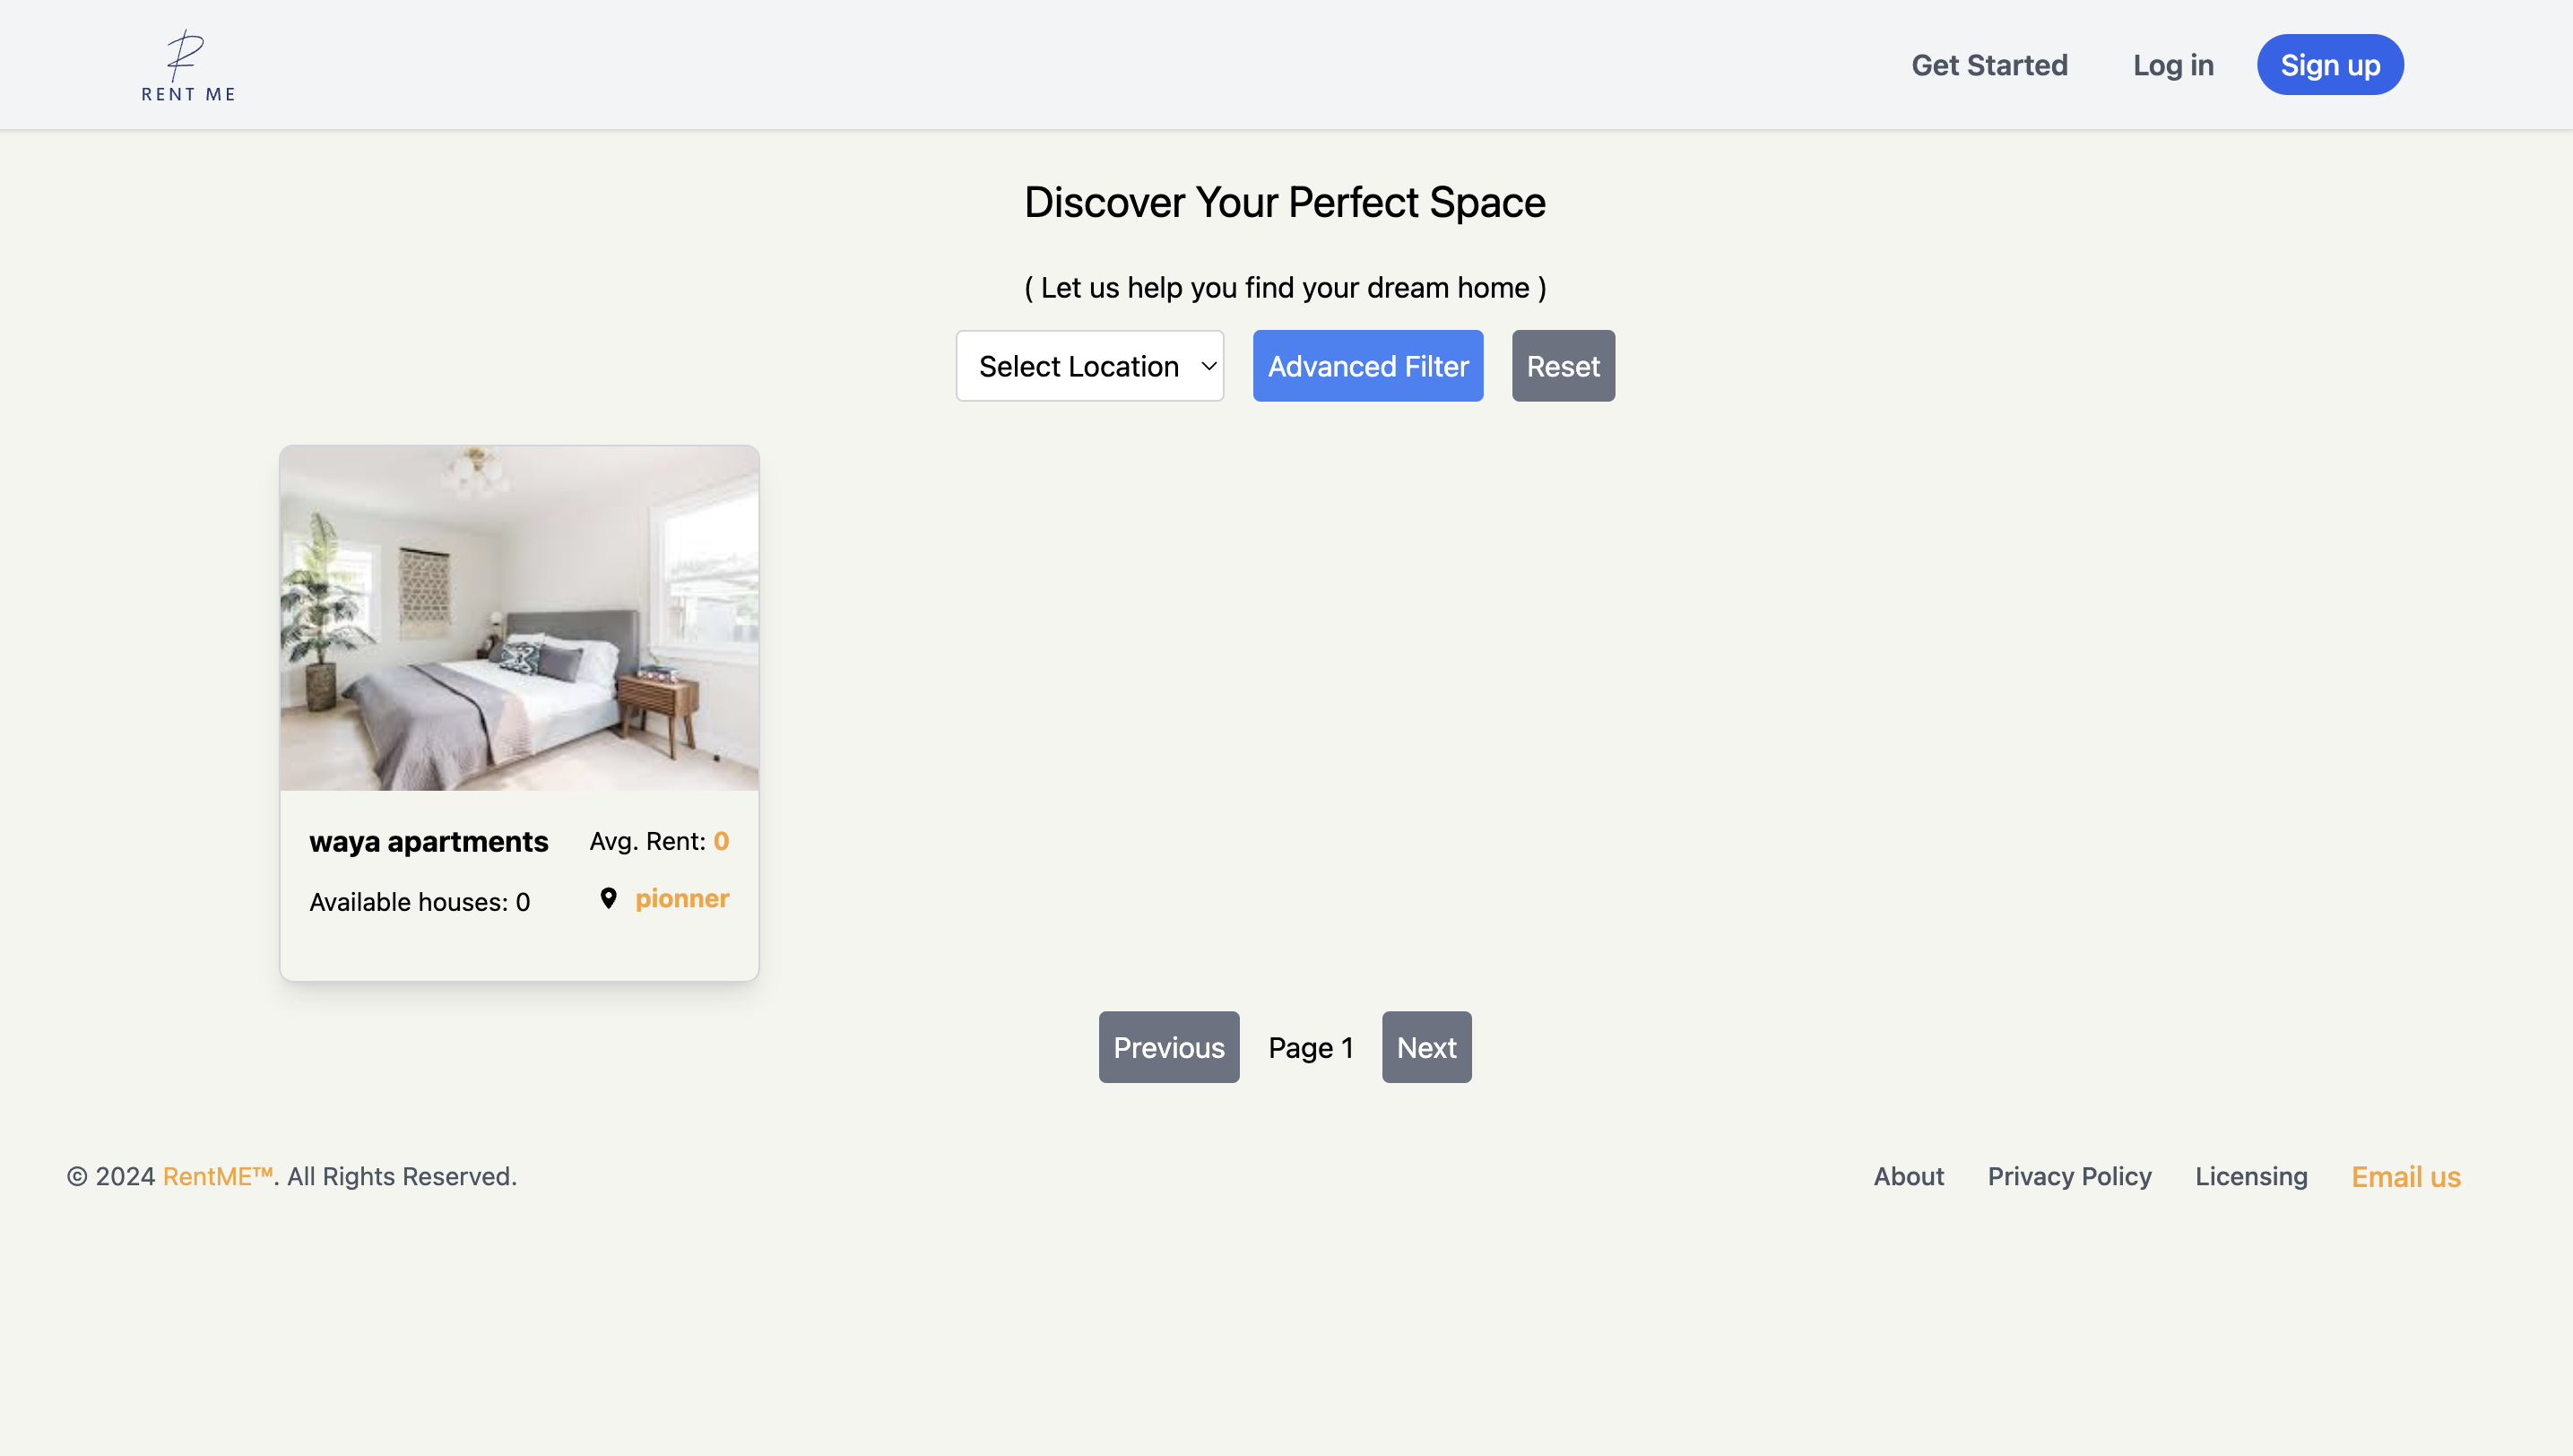 R
RENT ME
Get Started
Log in
Sign up
Discover Your Perfect Space
( Let us help you find your dream home )
Select Location
Advanced Filter
Reset
waya apartments
Avg. Rent: 0
Available houses: 0
pionner
Previous
Page 1
Next
© 2024 RentME™. All Rights Reserved.
About
Privacy Policy
Licensing
Email us